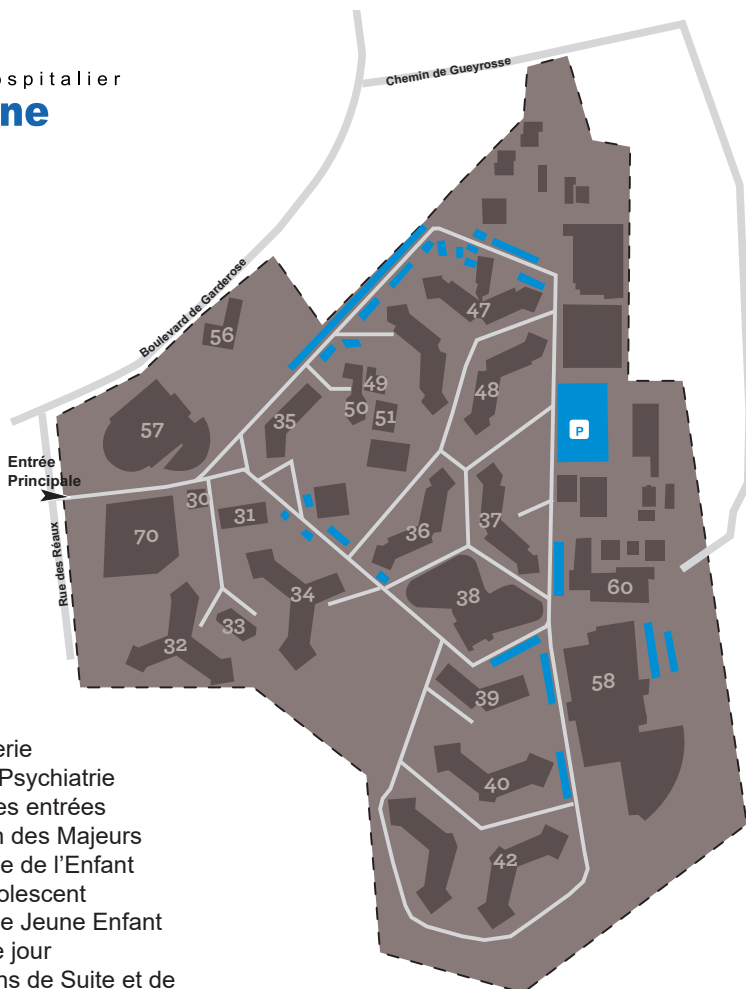 ospitalier
ne
Chemin de Gueyrosse
Boulevard de Garderose
Entrée
Principale
Rue des Réaux
56
57
47
48
49
50
51
35
P
30
31
70
36
37
34
38
60
33
32
39
58
40
42
erie
Psychiatrie
es entrées
n des Majeurs
e de l'Enfant
olescent
e Jeune Enfant
e jour
ns de Suite et de